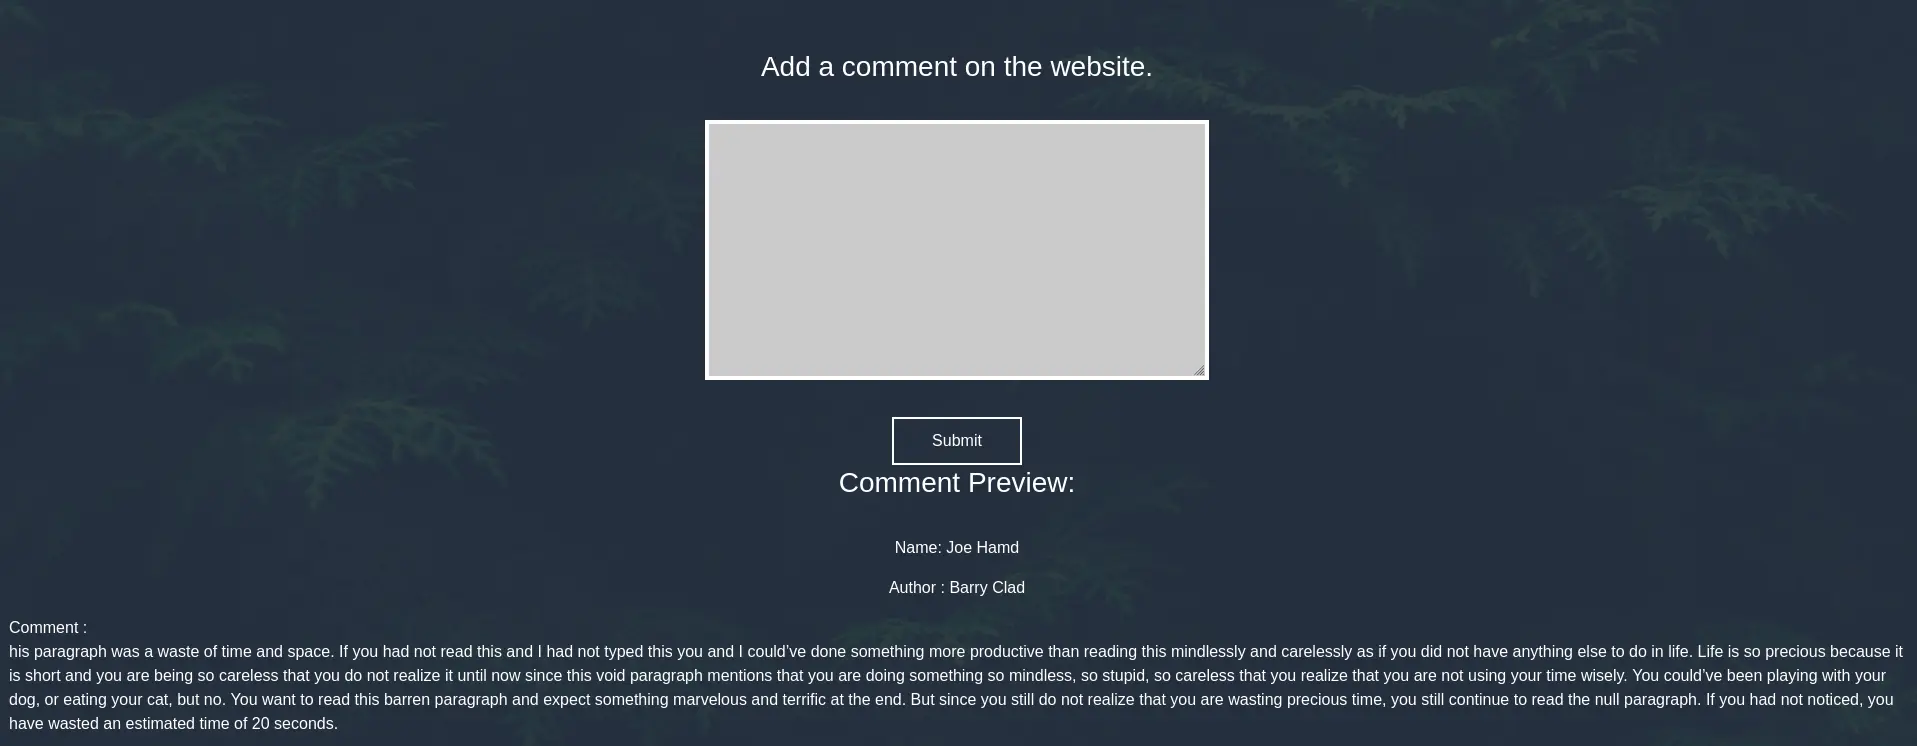 Add a comment on the website.
Submit
Comment Preview:
Name: Joe Hamd
Author : Barry Clad
Comment :
his paragraph was a waste of time and space. If you had not read this and I had not typed this you and I could’ve done something more productive than reading this mindlessly and carelessly as if you did not have anything else to do in life. Life is so precious because it
is short and you are being so careless that you do not realize it until now since this void paragraph mentions that you are doing something so mindless, so stupid, so careless that you realize that you are not using your time wisely. You could’ve been playing with your
dog, or eating your cat, but no. You want to read this barren paragraph and expect something marvelous and terrific at the end. But since you still do not realize that you are wasting precious time, you still continue to read the null paragraph. If you had not noticed, you
have wasted an estimated time of 20 seconds.